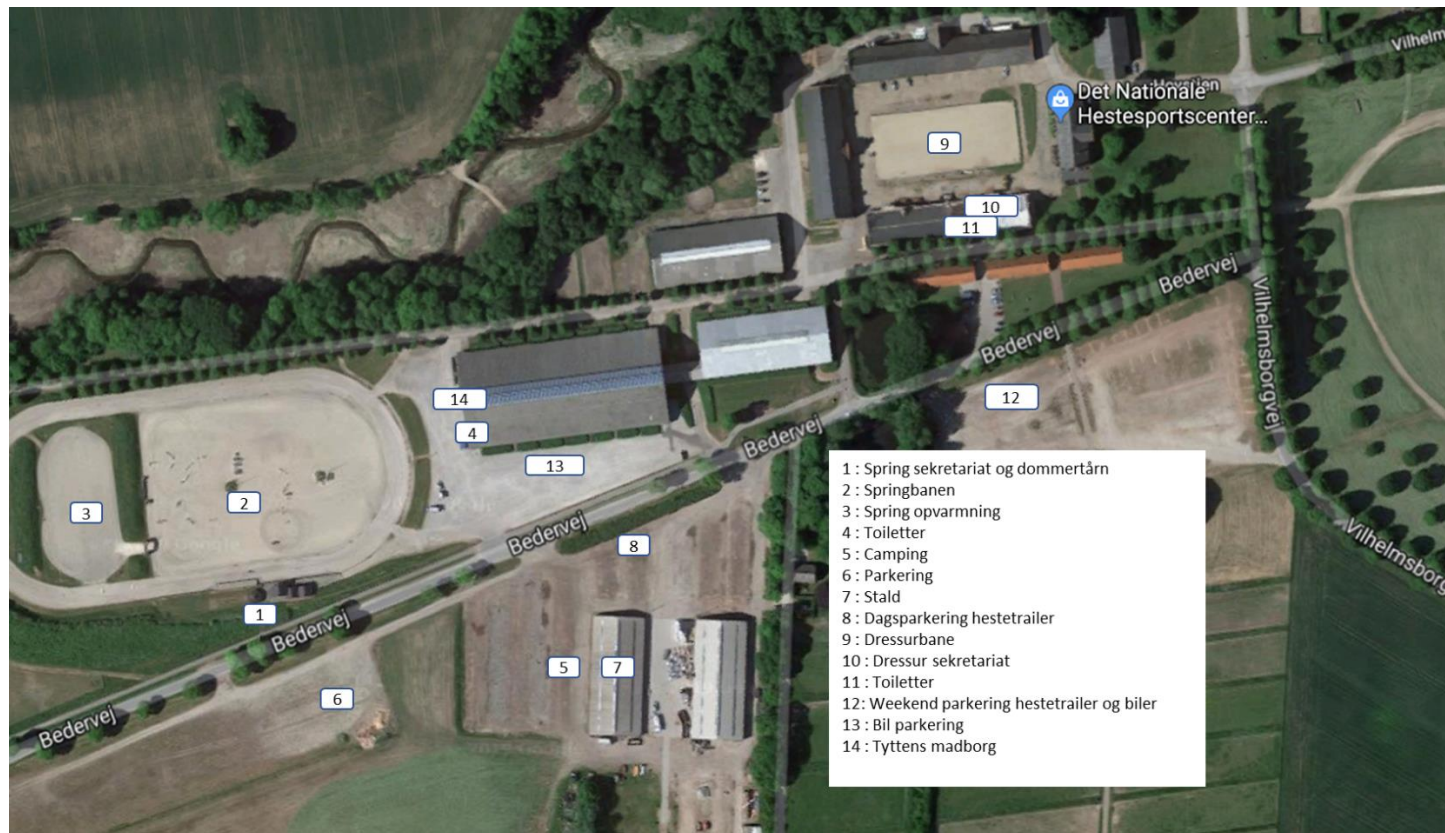 Vilhelm
Det Nationale
Hestesportscenter...
9
10
11
Bedervej
Vilhelmsborgvej
Bedervej
12
14
4
Bedervej
13
2
3
Bedervej
8
Vilhelmsborg
1
Bedervej
5
7
6
Bedervej
1 : Spring sekretariat og dommertårn
2 : Springbanen
3 : Spring opvarmning
4 : Toiletter
5 : Camping
6 : Parkering
7 : Stald
8 : Dagsparkering hestetrailer
9 : Dressurbane
10 : Dressur sekretariat
11 : Toiletter
12: Weekend parkering hestetrailer og biler
13 : Bil parkering
14 : Tyttens madborg